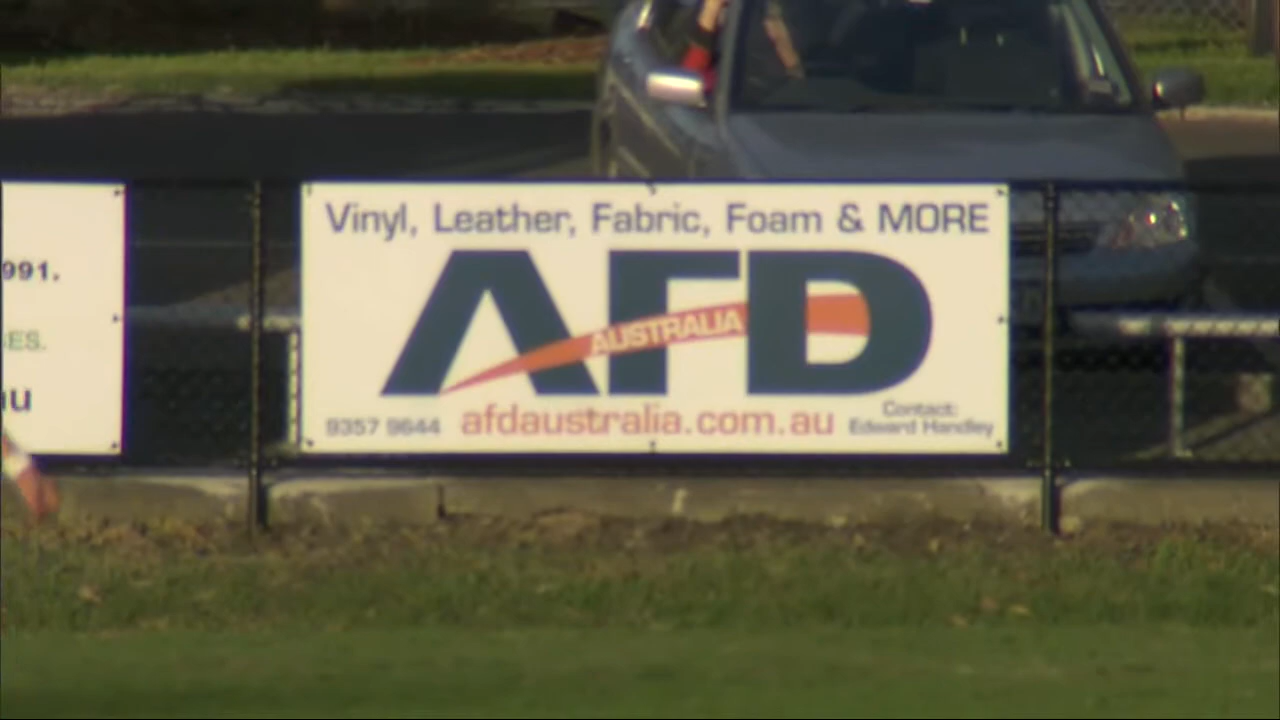 991.
ES.
au
Vinyl, Leather, Fabric, Foam & MORE
AFD
AUSTRALIA
9357 9644
afdaustralia.com.au
Contact:
Edward Handley